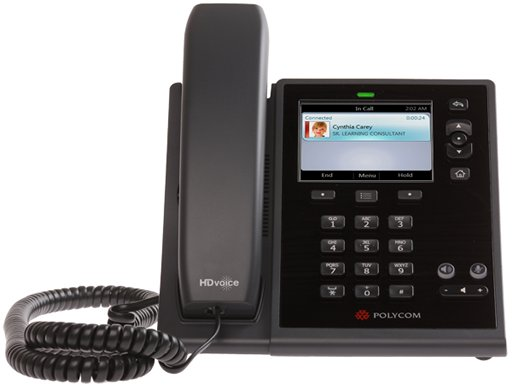 In Call 2:02 AM
Connected 0:00:24
Cynthia Carey
SR. LEARNING CONSULTANT
End Menu Hold
1 ABC 2 DEF 3
GHI 4 JKL 5 MNO 6
PQRS 7 TUV 8 WXYZ 9
* 0 #
- +
HDvoice
POLYCOM